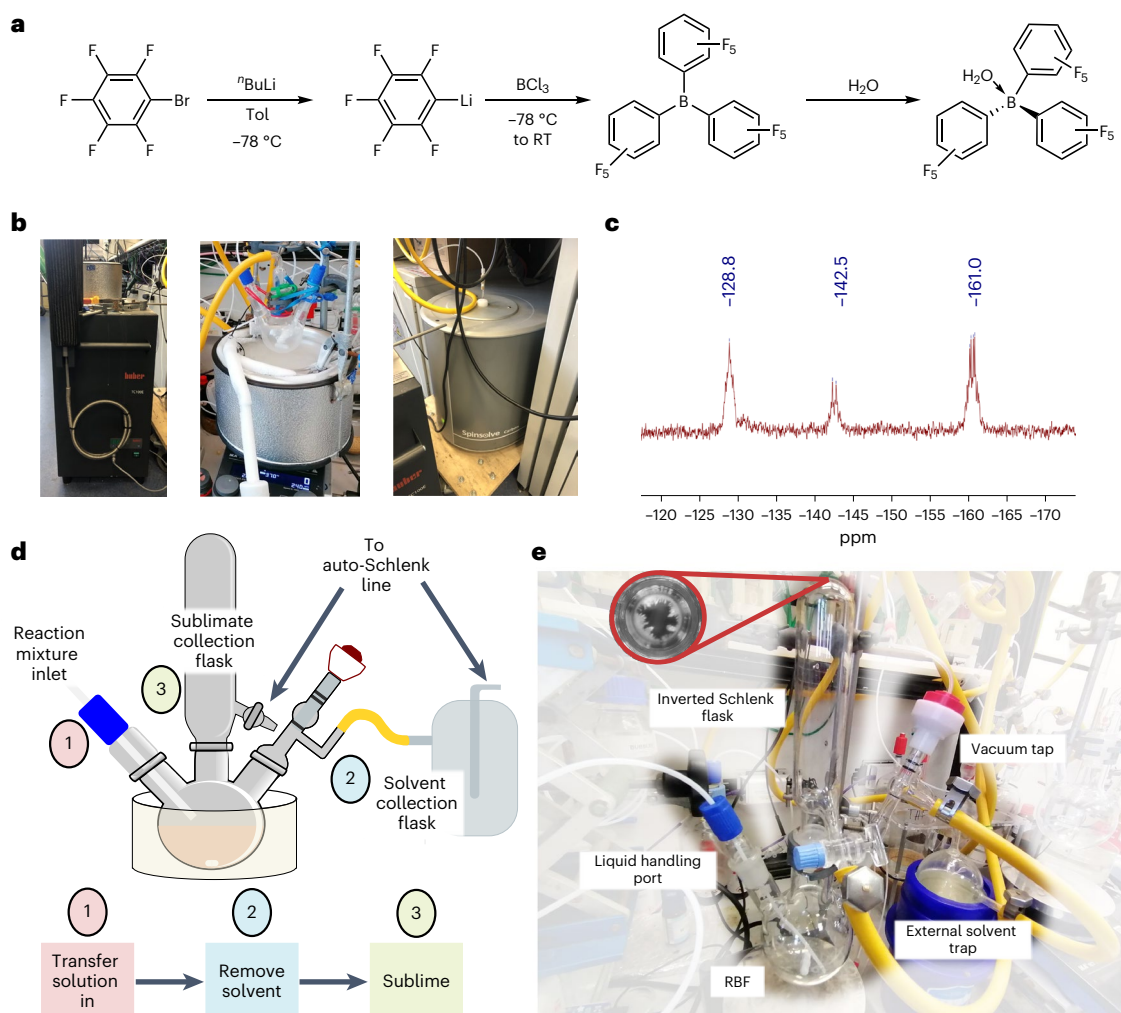 a
F
F
F
F
F
Br
ⁿBuLi
Tol
–78 °C
F
F
F
F
F
Li
BCl₃
–78 °C
to RT
F₅
B
F₅
F₅
H₂O
H₂O
F₅
B
F₅
F₅
b
huber
Spinsolve
huber
c
–128.8
–142.5
–161.0
–120 –125 –130 –135 –140 –145 –150 –155 –160 –165 –170
ppm
d
To
auto-Schlenk
line
Sublimate
collection
flask
Reaction
mixture
inlet
3
1
2
Solvent
collection
flask
1
2
3
Transfer
solution
in
Remove
solvent
Sublime
e
Inverted Schlenk
flask
Vacuum tap
Liquid handling
port
External solvent
trap
RBF